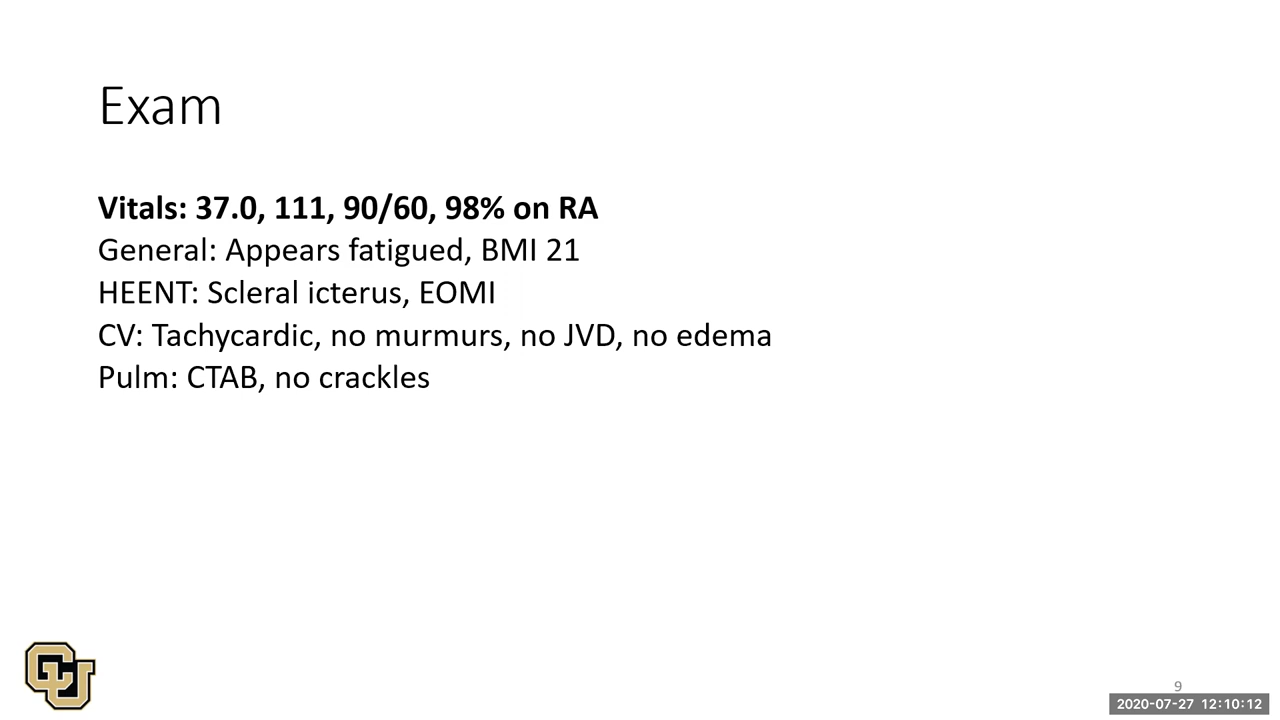 Exam
Vitals: 37.0, 111, 90/60, 98% on RA
General: Appears fatigued, BMI 21
HEENT: Scleral icterus, EOMI
CV: Tachycardic, no murmurs, no JVD, no edema
Pulm: CTAB, no crackles
CU
9
2020-07-27 12:10:12